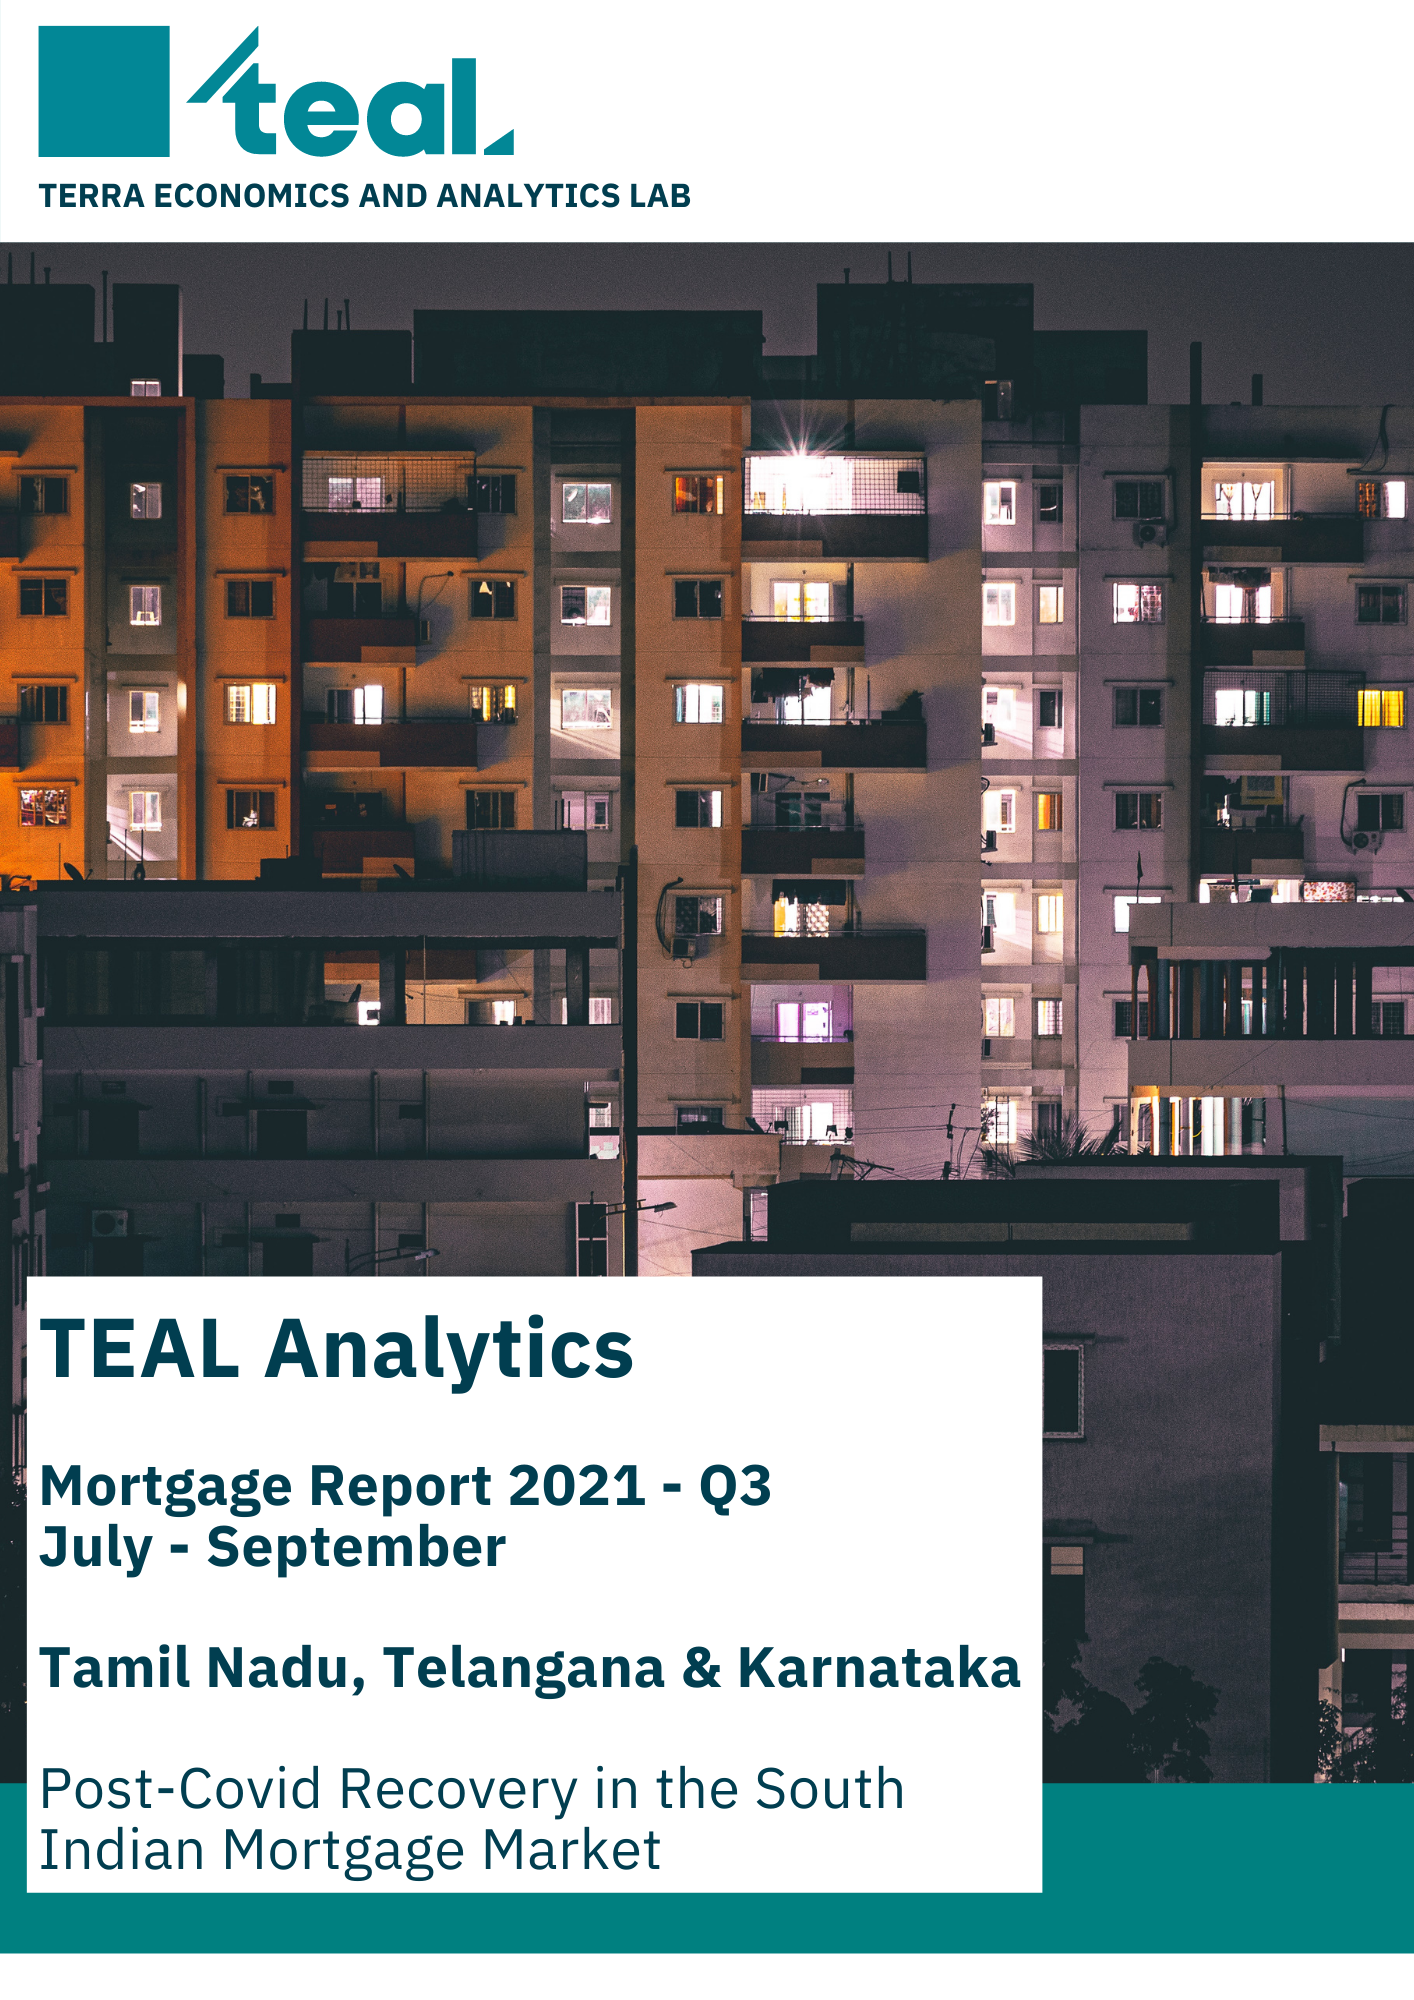 teal
TERRA ECONOMICS AND ANALYTICS LAB
TEAL Analytics
Mortgage Report 2021 - Q3
July - September
Tamil Nadu, Telangana & Karnataka
Post-Covid Recovery in the South
Indian Mortgage Market